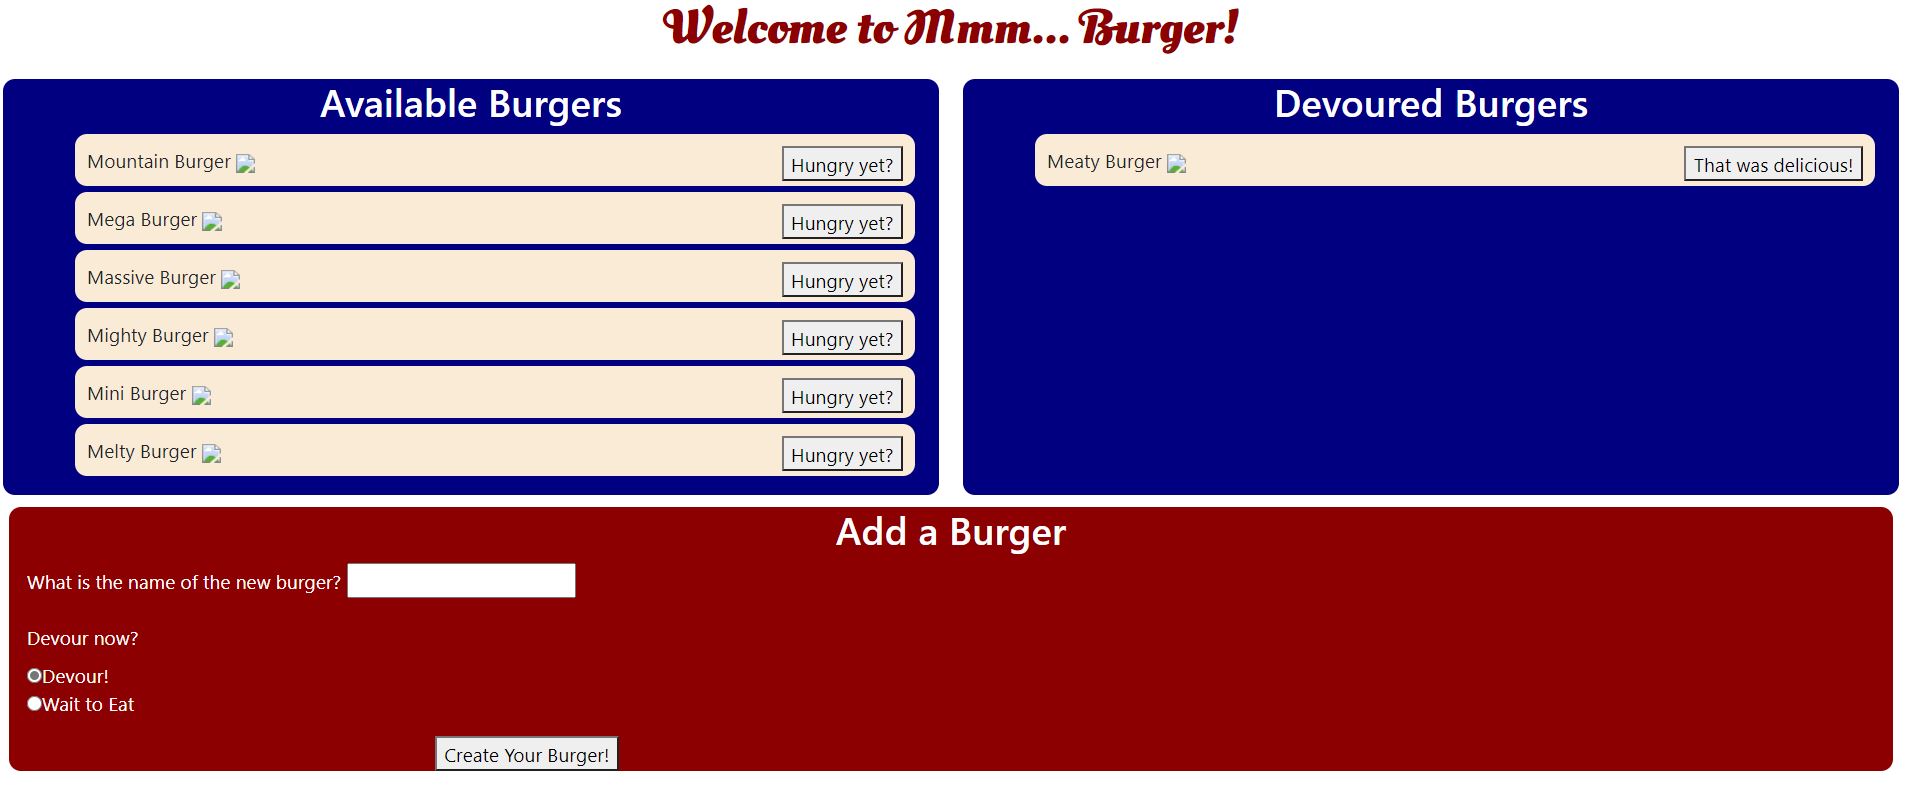 Welcome to Mmm... Burger!
Available Burgers
Mountain Burger
Hungry yet?
Mega Burger
Hungry yet?
Massive Burger
Hungry yet?
Mighty Burger
Hungry yet?
Mini Burger
Hungry yet?
Melty Burger
Hungry yet?
Devoured Burgers
Meaty Burger
That was delicious!
Add a Burger
What is the name of the new burger?
Devour now?
Devour!
Wait to Eat
Create Your Burger!